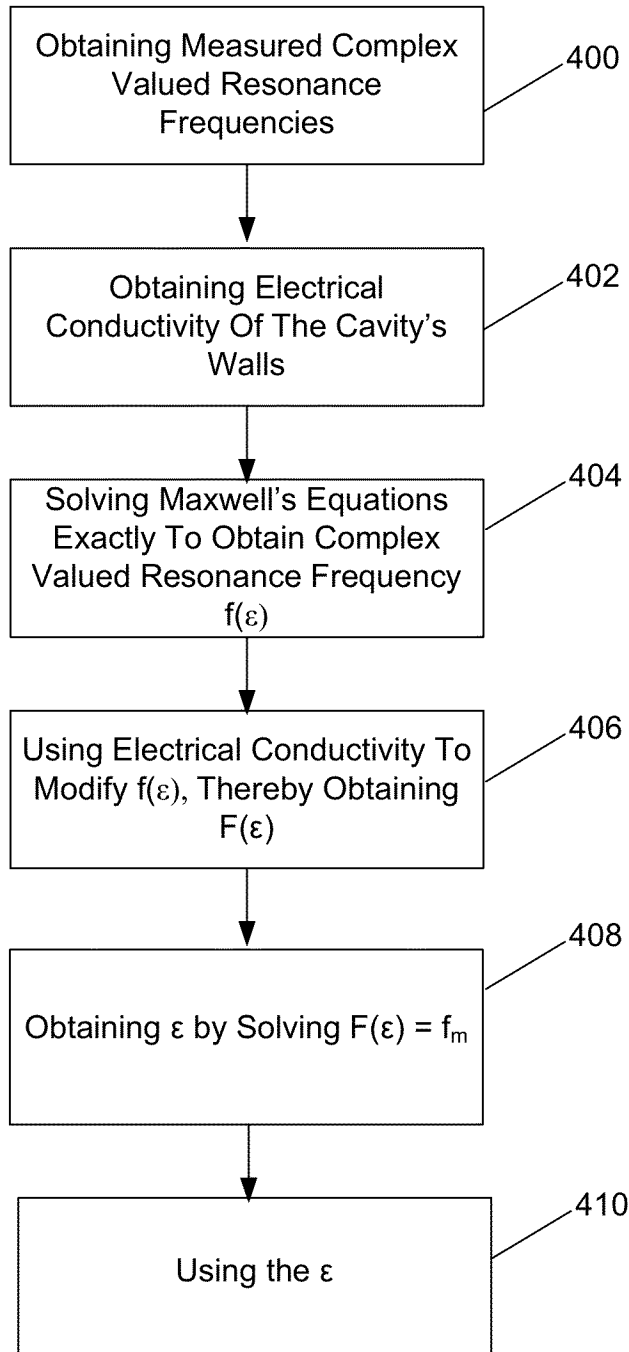 Obtaining Measured Complex
Valued Resonance
Frequencies
400
Obtaining Electrical
Conductivity Of The Cavity's
Walls
402
Solving Maxwell's Equations
Exactly To Obtain Complex
Valued Resonance Frequency
f(ε)
404
Using Electrical Conductivity To
Modify f(ε), Thereby Obtaining
F(ε)
406
Obtaining ε by Solving F(ε) = fₘ
408
Using the ε
410